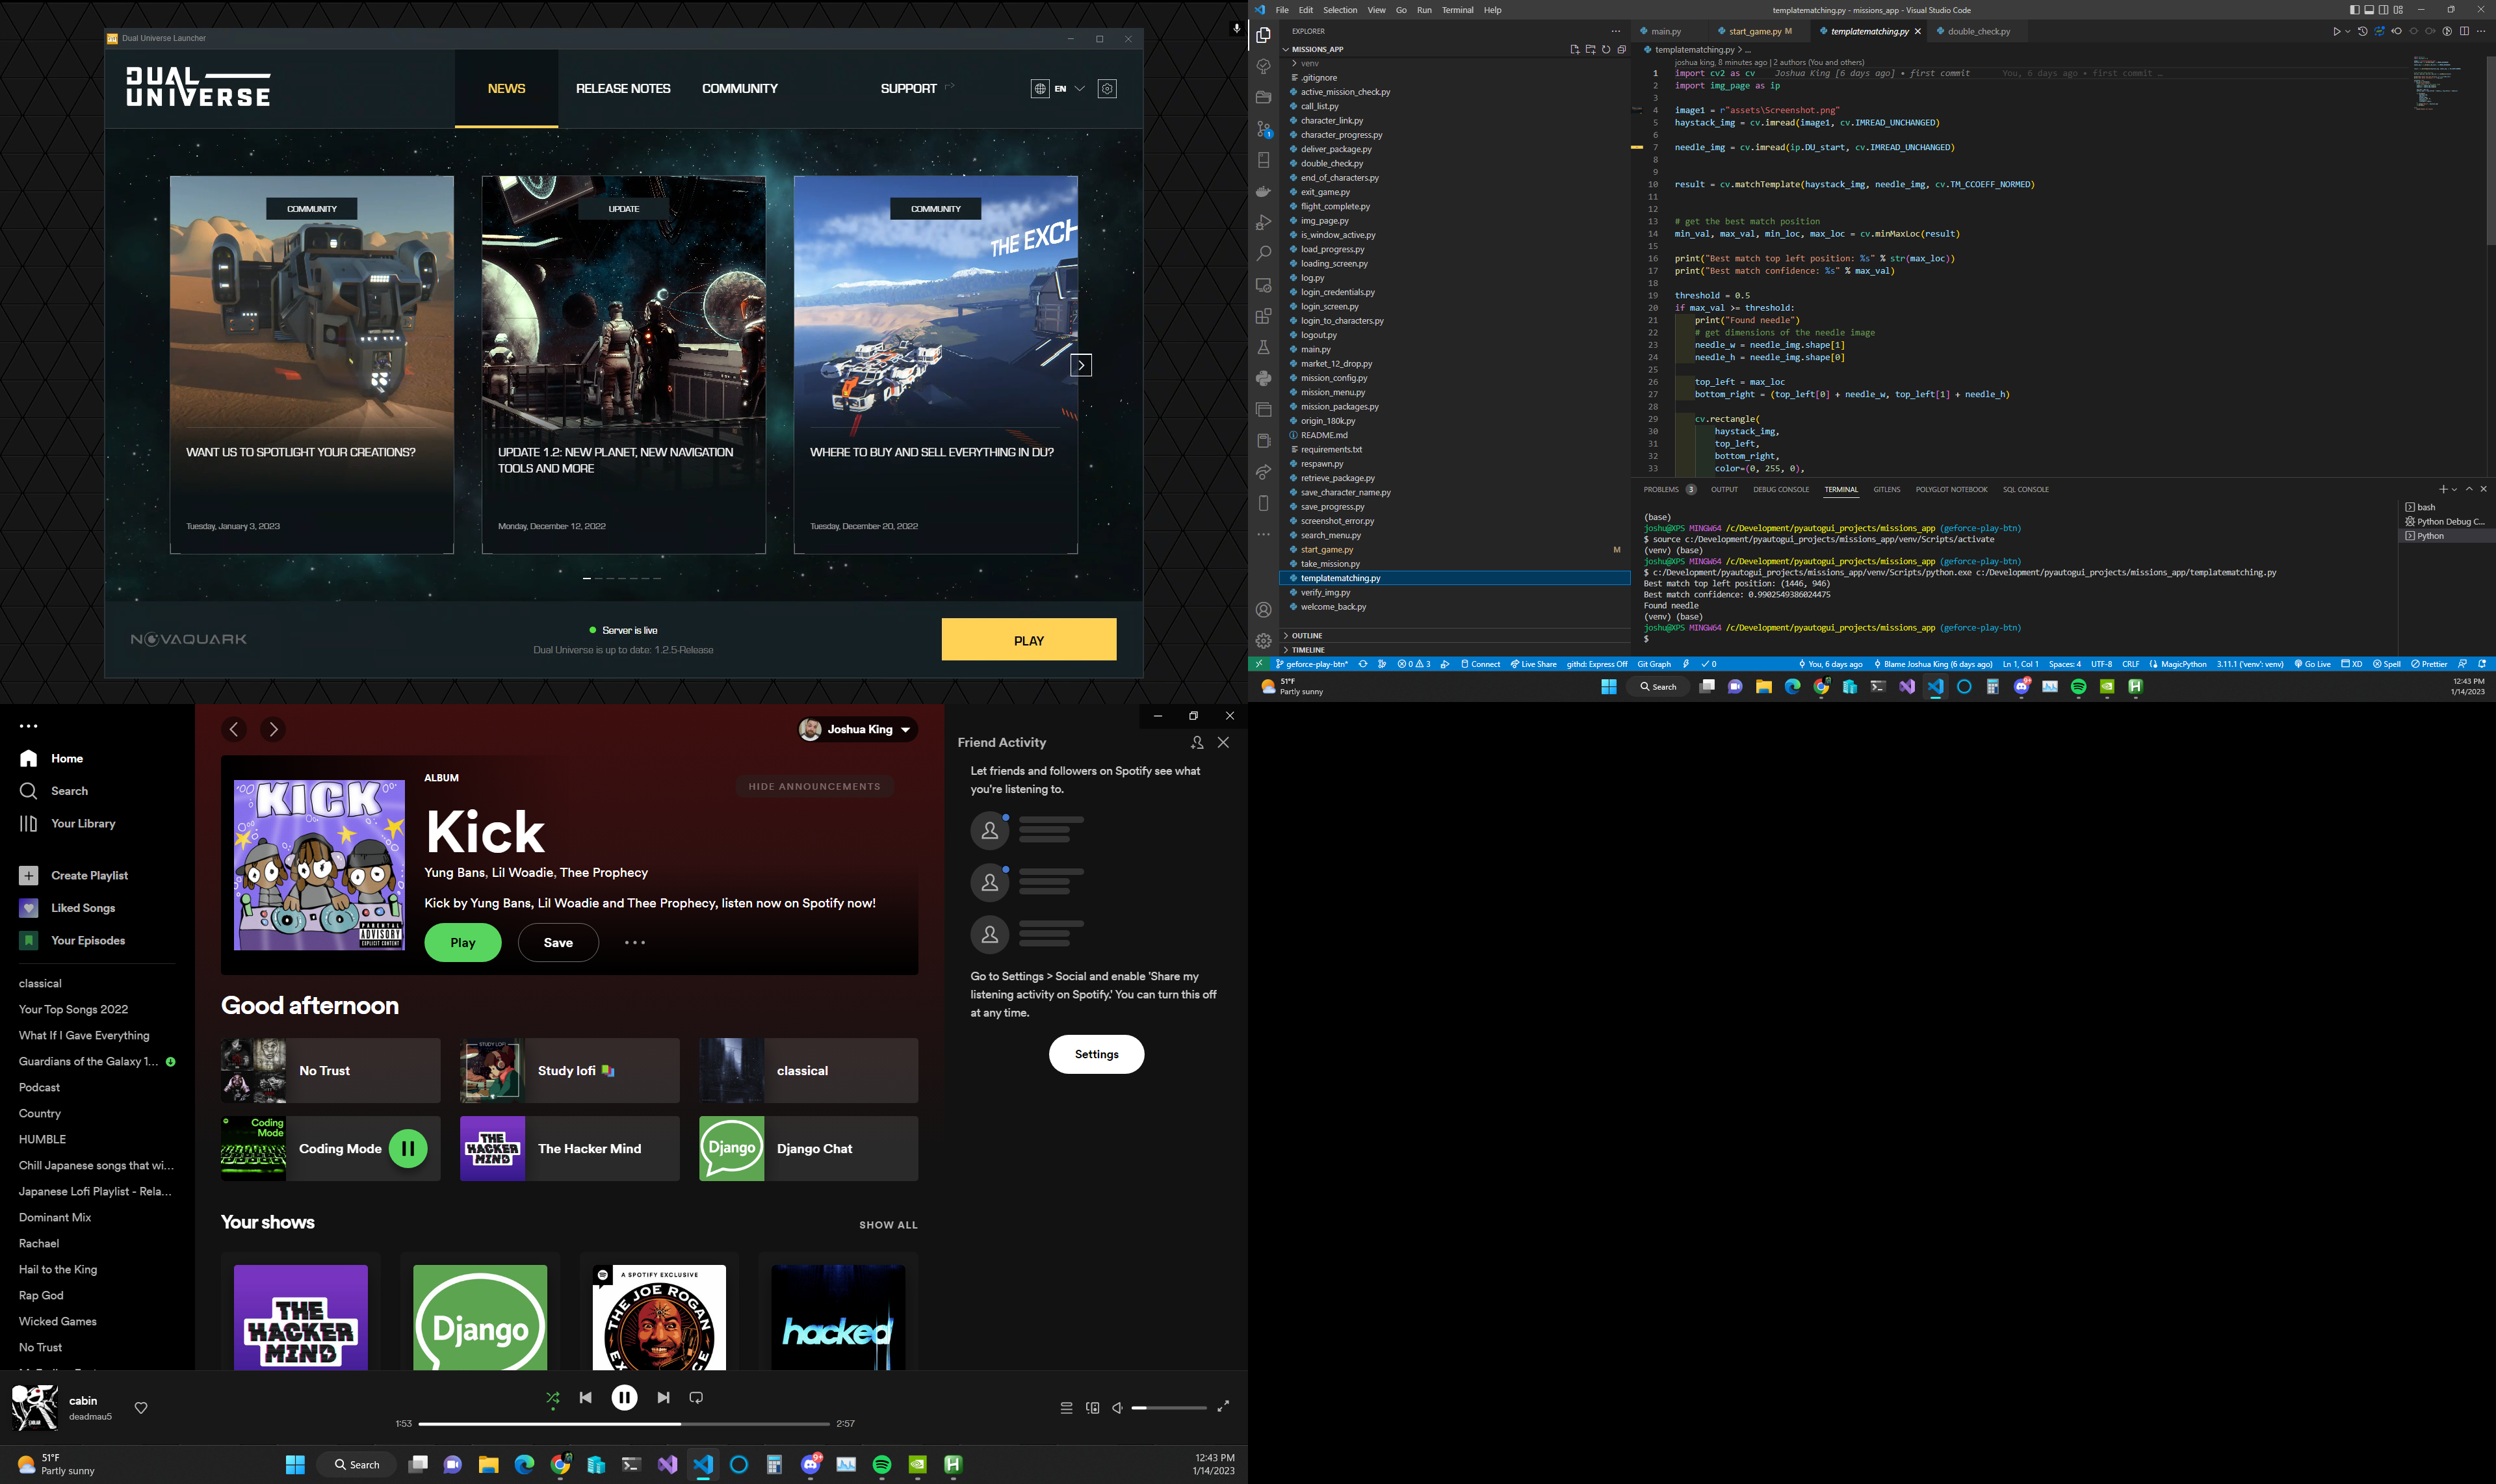 Dual Universe Launcher
DUAL UNIVERSE
NEWS
RELEASE NOTES
COMMUNITY
SUPPORT
EN
COMMUNITY
WANT US TO SPOTLIGHT YOUR CREATIONS?
Tuesday, January 3, 2023
UPDATE
UPDATE 1.2: NEW PLANET, NEW NAVIGATION
TOOLS AND MORE
Monday, December 12, 2022
COMMUNITY
THE EXCH
WHERE TO BUY AND SELL EVERYTHING IN DU?
Tuesday, December 20, 2022
NOVAQUARK
Server is live
Dual Universe is up to date: 1.2.5-Release
PLAY
File Edit Selection View Go Run Terminal Help
templatematching.py - missions_app - Visual Studio Code
EXPLORER
MISSIONS_APP
venv
.gitignore
active_mission_check.py
call_list.py
character_link.py
character_progress.py
deliver_package.py
double_check.py
end_of_characters.py
exit_game.py
flight_complete.py
img_page.py
is_window_active.py
load_progress.py
loading_screen.py
log.py
login_credentials.py
login_screen.py
login_to_characters.py
logout.py
main.py
market_12_drop.py
mission_config.py
mission_menu.py
mission_packages.py
origin_180k.py
README.md
requirements.txt
respawn.py
retrieve_package.py
save_character_name.py
save_progress.py
screenshot_error.py
search_menu.py
start_game.py M
take_mission.py
templatematching.py
verify_img.py
welcome_back.py
OUTLINE
TIMELINE
main.py
start_game.py M
templatematching.py
double_check.py
templatematching.py > ...
joshua king, 8 minutes ago | 2 authors (You and others)
1 import cv2 as cv Joshua King [6 days ago] • first commit You, 6 days ago • first commit …
2 import img_page as ip
3
4 image1 = r"assets\Screenshot.png"
5 haystack_img = cv.imread(image1, cv.IMREAD_UNCHANGED)
6
7 needle_img = cv.imread(ip.DU_start, cv.IMREAD_UNCHANGED)
8
9
10 result = cv.matchTemplate(haystack_img, needle_img, cv.TM_CCOEFF_NORMED)
11
12
13 # get the best match position
14 min_val, max_val, min_loc, max_loc = cv.minMaxLoc(result)
15
16 print("Best match top left position: %s" % str(max_loc))
17 print("Best match confidence: %s" % max_val)
18
19 threshold = 0.5
20 if max_val >= threshold:
21 print("Found needle")
22 # get dimensions of the needle image
23 needle_w = needle_img.shape[1]
24 needle_h = needle_img.shape[0]
25
26 top_left = max_loc
27 bottom_right = (top_left[0] + needle_w, top_left[1] + needle_h)
28
29 cv.rectangle(
30 haystack_img,
31 top_left,
32 bottom_right,
33 color=(0, 255, 0),
PROBLEMS 3 OUTPUT DEBUG CONSOLE TERMINAL GITLENS POLYGLOT NOTEBOOK SQL CONSOLE
(base)
joshu@XPS MINGW64 /c/Development/pyautogui_projects/missions_app (geforce-play-btn)
$ source c:/Development/pyautogui_projects/missions_app/venv/Scripts/activate
(venv) (base)
joshu@XPS MINGW64 /c/Development/pyautogui_projects/missions_app (geforce-play-btn)
$ c:/Development/pyautogui_projects/missions_app/venv/Scripts/python.exe c:/Development/pyautogui_projects/missions_app/templatematching.py
Best match top left position: (1446, 946)
Best match confidence: 0.9902549386024475
Found needle
(venv) (base)
joshu@XPS MINGW64 /c/Development/pyautogui_projects/missions_app (geforce-play-btn)
$
bash
Python Debug C...
Python
geforce-play-btn* 0 3 Connect Live Share githd: Express Off Git Graph 0 You, 6 days ago Blame Joshua King (6 days ago) Ln 1, Col 1 Spaces: 4 UTF-8 CRLF MagicPython 3.11.1 ('venv': venv) Go Live XD Spell Prettier
51°F
Partly sunny
Search
12:43 PM
1/14/2023
Home
Search
Your Library
Create Playlist
Liked Songs
Your Episodes
classical
Your Top Songs 2022
What If I Gave Everything
Guardians of the Galaxy 1...
Podcast
Country
HUMBLE
Chill Japanese songs that wi...
Japanese Lofi Playlist - Rela...
Dominant Mix
Rachael
Hail to the King
Rap God
Wicked Games
No Trust
Joshua King
KICK
PARENTAL ADVISORY EXPLICIT CONTENT
ALBUM
HIDE ANNOUNCEMENTS
Kick
Yung Bans, Lil Woadie, Thee Prophecy
Kick by Yung Bans, Lil Woadie and Thee Prophecy, listen now on Spotify now!
Play
Save
Good afternoon
No Trust
STUDY LOFI
Study lofi
classical
Coding Mode
Coding Mode
THE HACKER MIND
The Hacker Mind
Django
Django Chat
Your shows
SHOW ALL
THE HACKER MIND
Django
A SPOTIFY EXCLUSIVE
THE JOE ROGAN
hacked
Friend Activity
Let friends and followers on Spotify see what
you're listening to.
Go to Settings > Social and enable 'Share my
listening activity on Spotify.' You can turn this off
at any time.
Settings
cabin
deadmau5
1:53
2:57
51°F
Partly sunny
Search
12:43 PM
1/14/2023